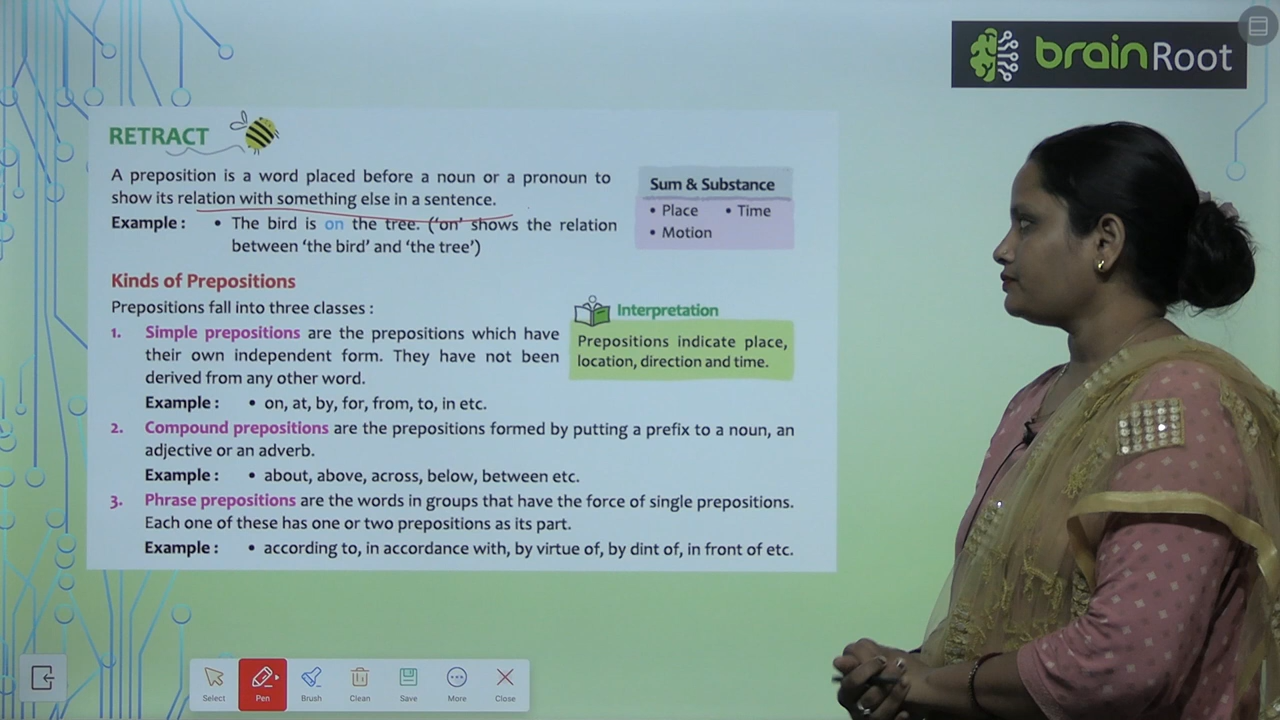 brainRoot
RETRACT
A preposition is a word placed before a noun or a pronoun to
show its relation with something else in a sentence.
Example : • The bird is on the tree. ('on' shows the relation
between 'the bird' and 'the tree')
Sum & Substance
• Place • Time
• Motion
Kinds of Prepositions
Prepositions fall into three classes :
1. Simple prepositions are the prepositions which have
their own independent form. They have not been
derived from any other word.
Example : • on, at, by, for, from, to, in etc.
Interpretation
Prepositions indicate place,
location, direction and time.
2. Compound prepositions are the prepositions formed by putting a prefix to a noun, an
adjective or an adverb.
Example : • about, above, across, below, between etc.
3. Phrase prepositions are the words in groups that have the force of single prepositions.
Each one of these has one or two prepositions as its part.
Example : • according to, in accordance with, by virtue of, by dint of, in front of etc.
Select Pen Brush Clean Save More Close